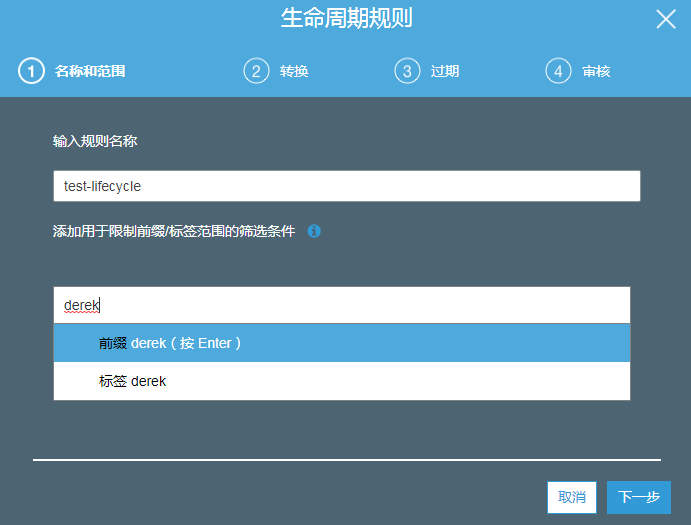 生命周期规则
1 名称和范围 2 转换 3 过期 4 审核
输入规则名称
test-lifecycle
添加用于限制前缀/标签范围的筛选条件
derek
前缀 derek（按 Enter）
标签 derek
取消 下一步